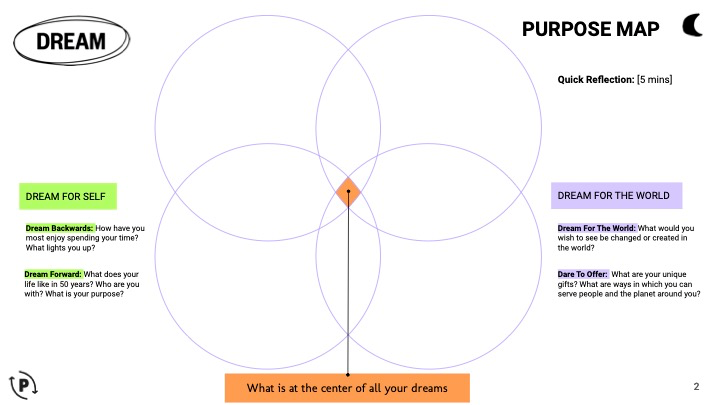 DREAM
PURPOSE MAP
Quick Reflection: [5 mins]
DREAM FOR SELF
Dream Backwards: How have you
most enjoy spending your time?
What lights you up?
Dream Forward: What does your
life like in 50 years? Who are you
with? What is your purpose?
DREAM FOR THE WORLD
Dream For The World: What would you
wish to see be changed or created in
the world?
Dare To Offer: What are your unique
gifts? What are ways in which you can
serve people and the planet around you?
What is at the center of all your dreams
P
2